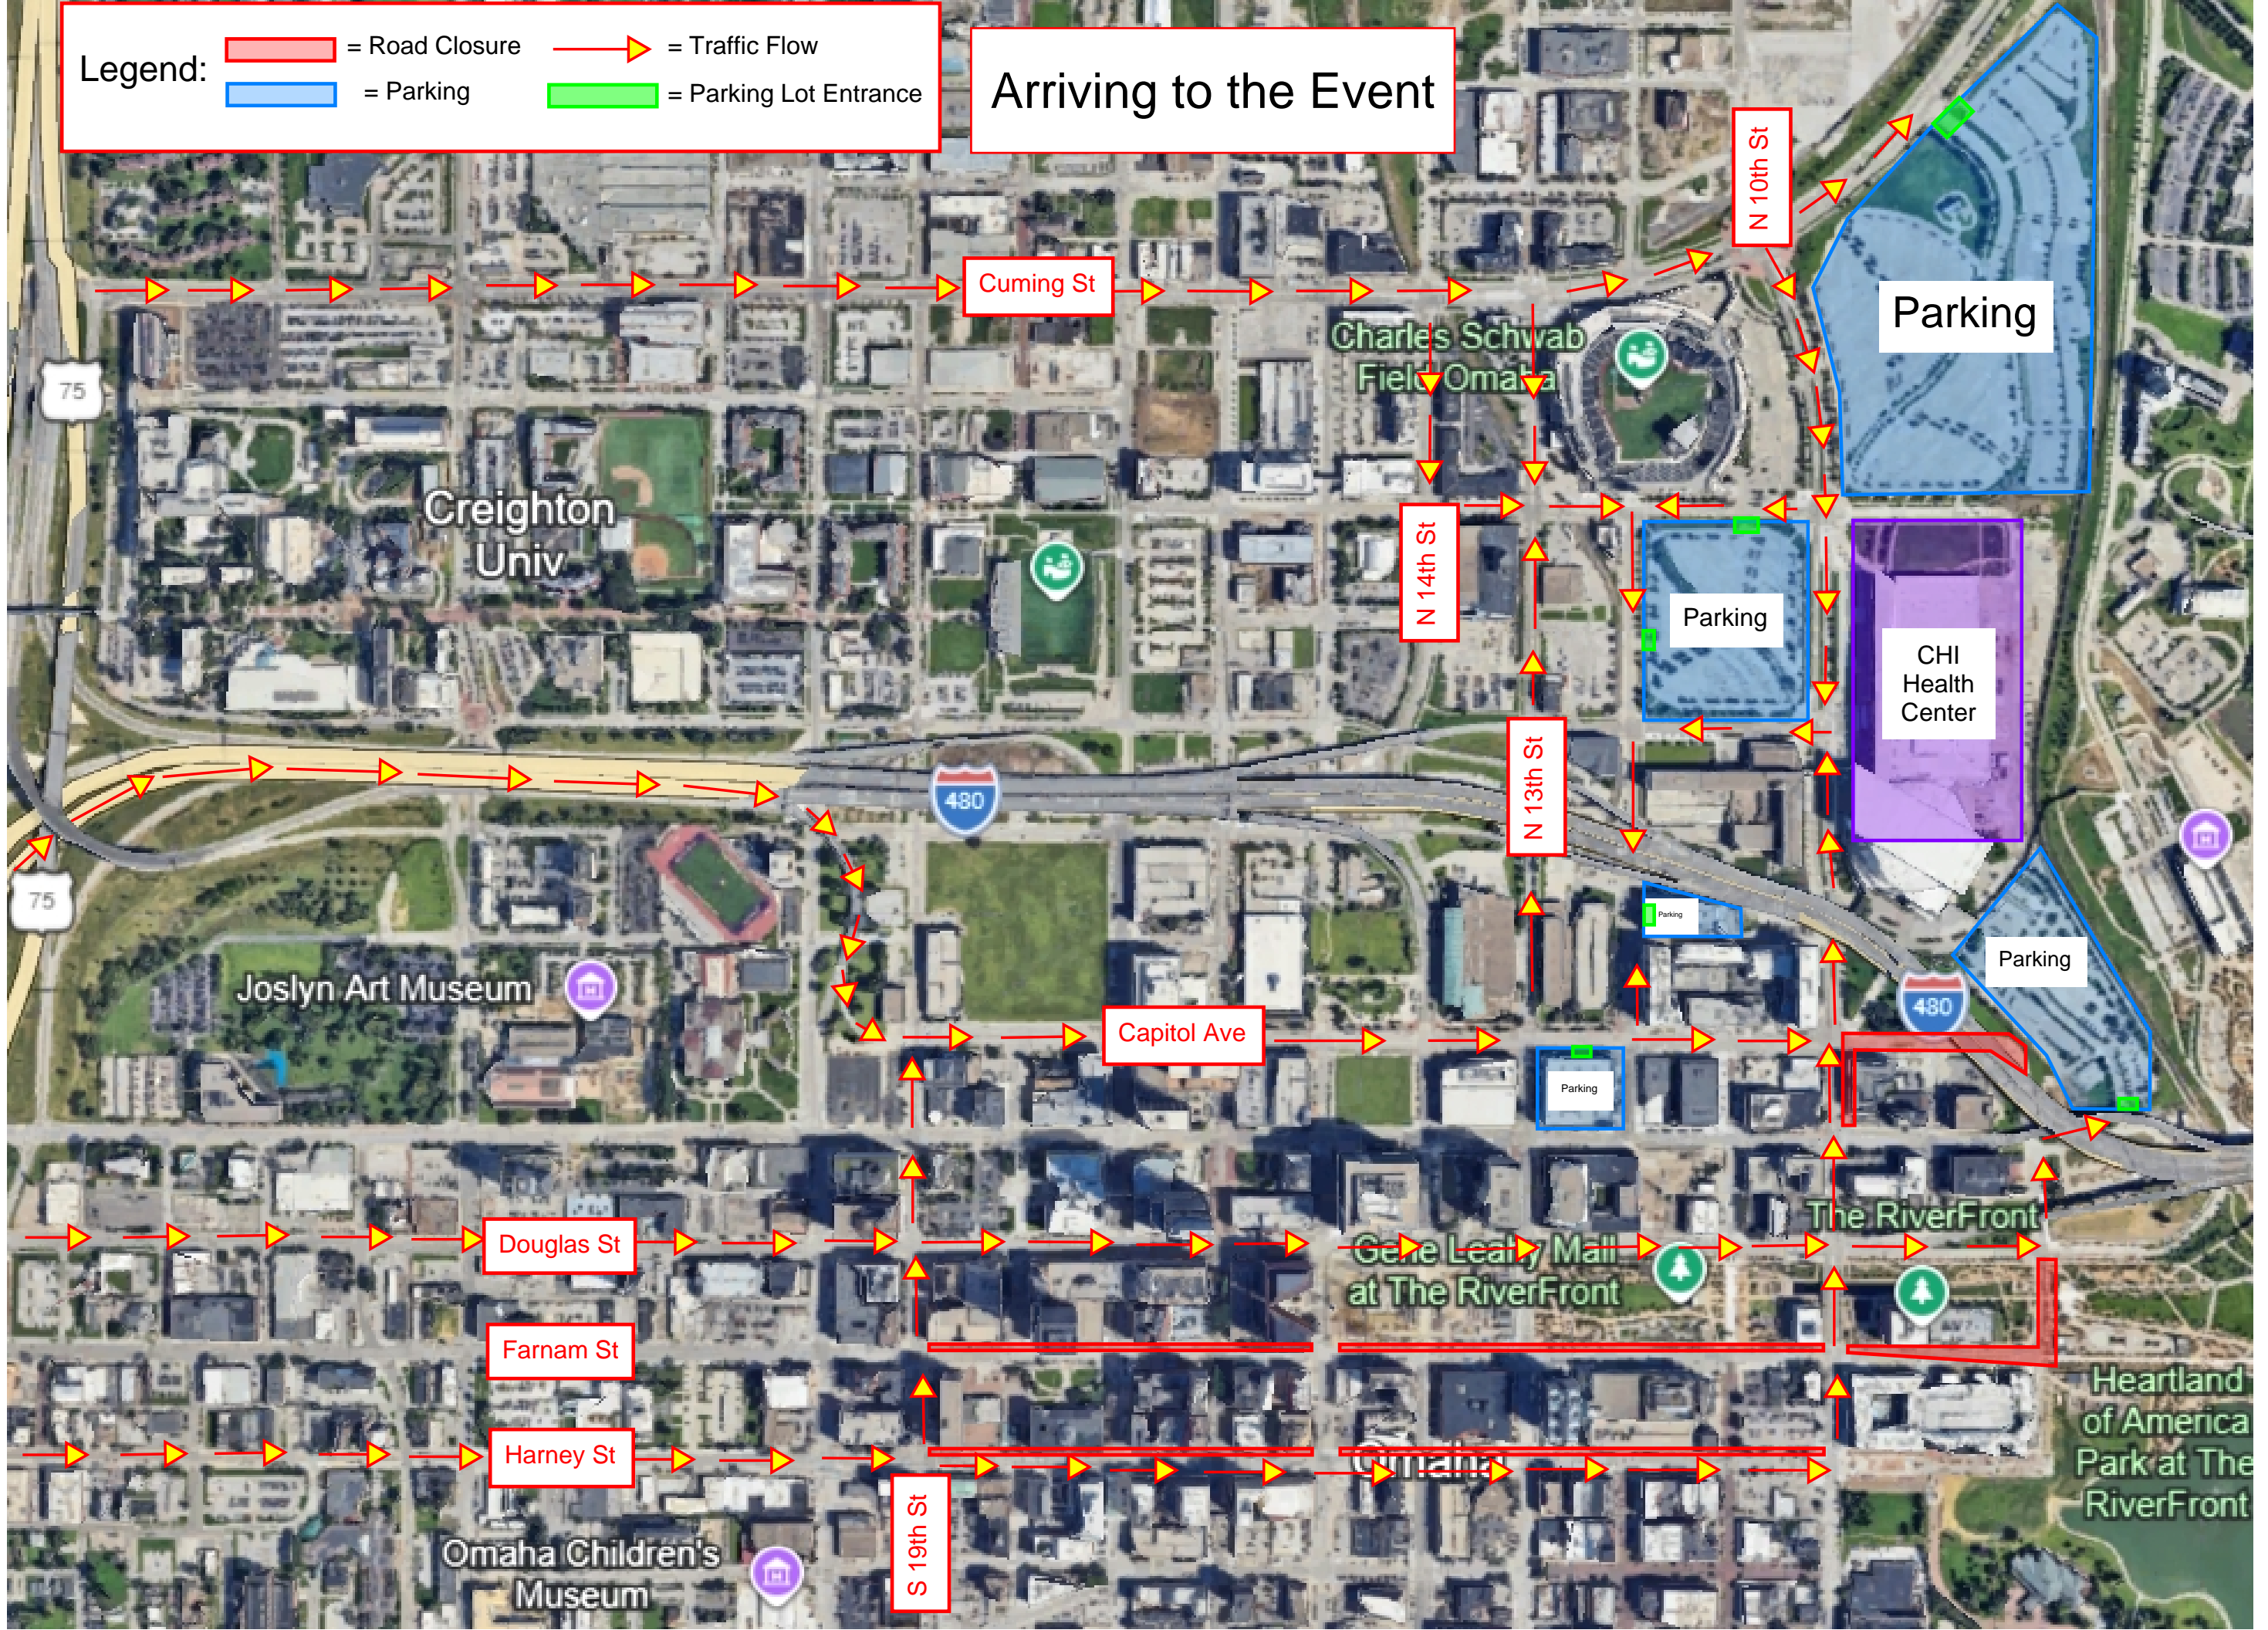 Legend:
= Road Closure
= Traffic Flow
= Parking
= Parking Lot Entrance
Arriving to the Event
N 10th St
Cuming St
Charles Schwab
Field Omaha
Parking
75
Creighton
Univ
N 14th St
Parking
CHI
Health
Center
N 13th St
480
75
Parking
Parking
Joslyn Art Museum
480
Capitol Ave
Parking
The RiverFront
Douglas St
Gene Leahy Mall
at The RiverFront
Farnam St
Heartland
of America
Park at The
RiverFront
Harney St
Omaha
S 19th St
Omaha Children's
Museum